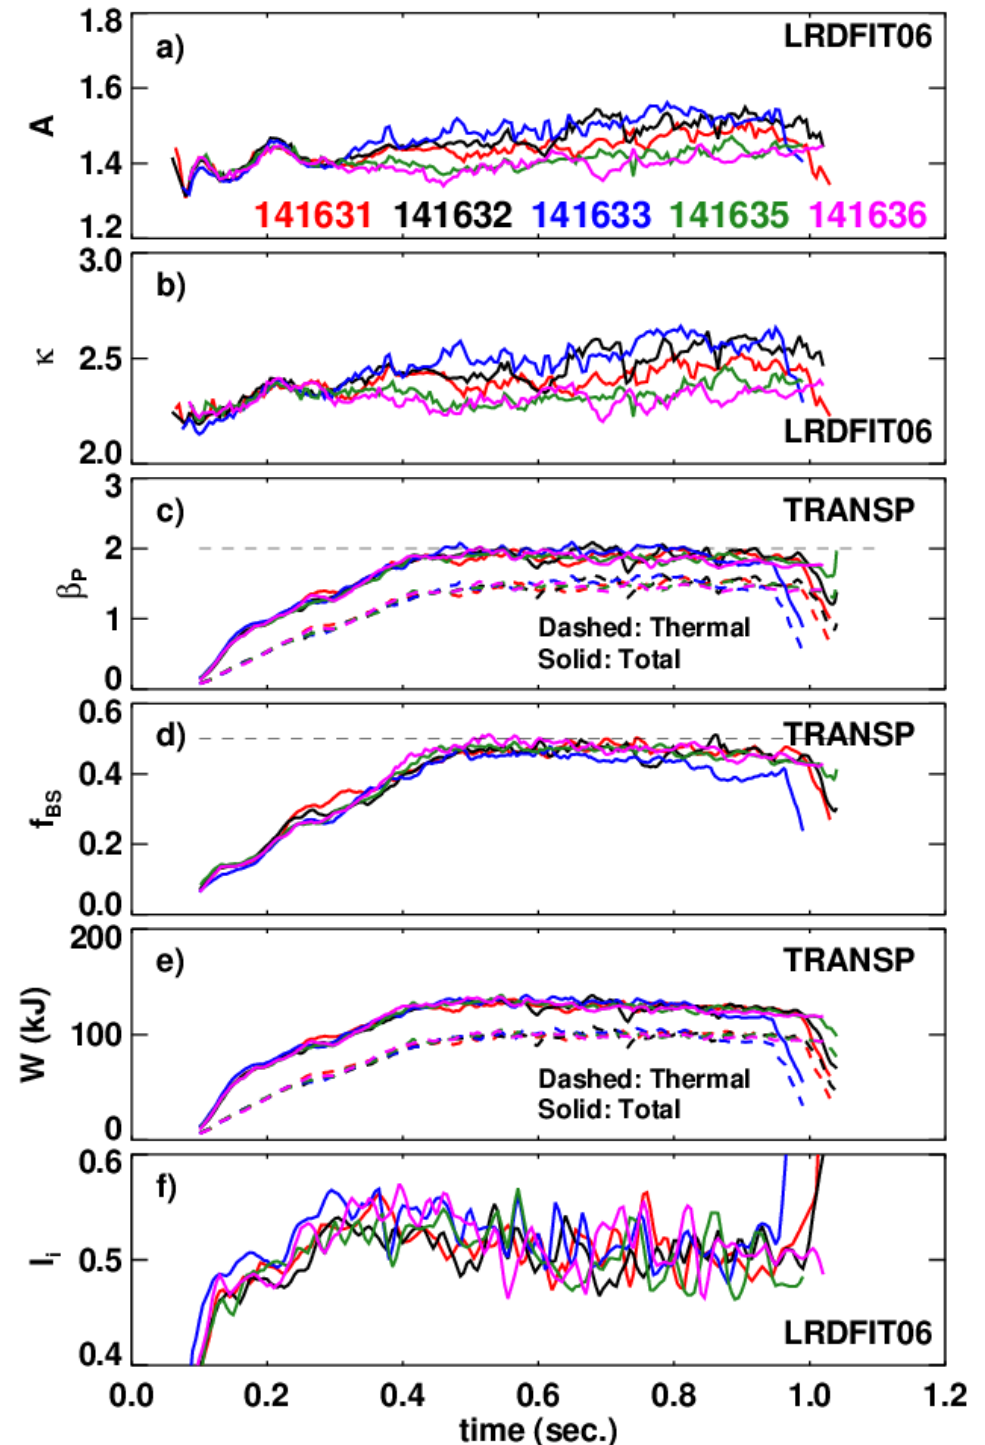 1.8
a)
LRDFIT06
1.6
A
1.4
141631 141632 141633 141635 141636
1.2
3.0
b)
κ
2.5
LRDFIT06
2.0
3
c)
TRANSP
2
βP
1
Dashed: Thermal
Solid: Total
0
0.6
d)
TRANSP
0.4
fBS
0.2
0.0
200
e)
TRANSP
W (kJ)
100
Dashed: Thermal
Solid: Total
0
0.6
f)
li
0.5
LRDFIT06
0.4
0.0 0.2 0.4 0.6 0.8 1.0 1.2
time (sec.)